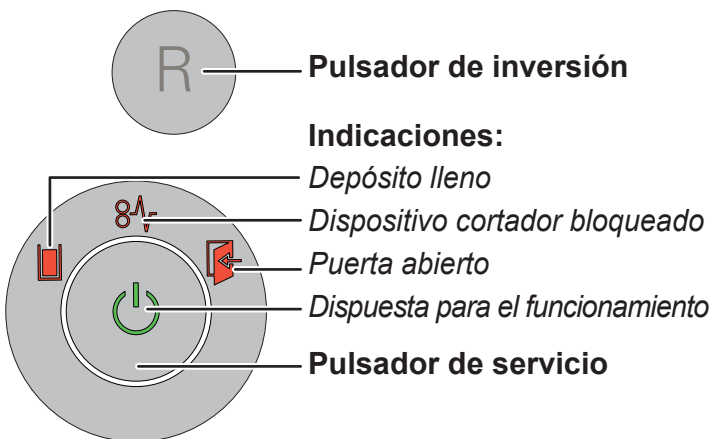 R
Pulsador de inversión
Indicaciones:
Depósito lleno
Dispositivo cortador bloqueado
Puerta abierto
Dispuesta para el funcionamiento
Pulsador de servicio